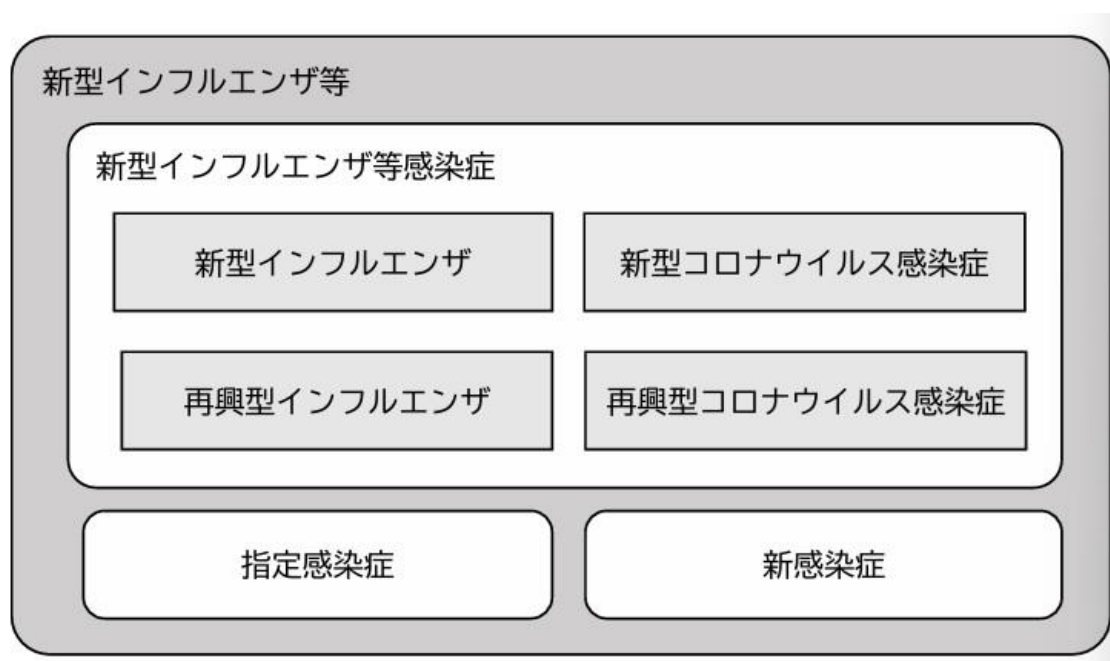 新型インフルエンザ等
新型インフルエンザ等感染症
新型インフルエンザ
新型コロナウイルス感染症
再興型インフルエンザ
再興型コロナウイルス感染症
指定感染症
新感染症